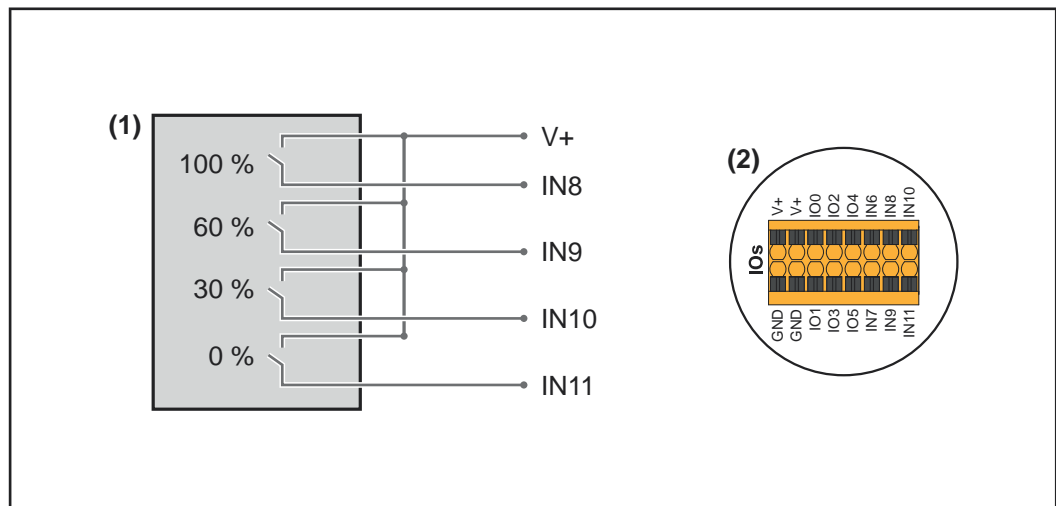 (1)
100 %
60 %
30 %
0 %
V+
IN8
IN9
IN10
IN11
(2)
IOs
V+ V+ IO0 IO2 IO4 IN6 IN8 IN10
GND GND IO1 IO3 IO5 IN7 IN9 IN11